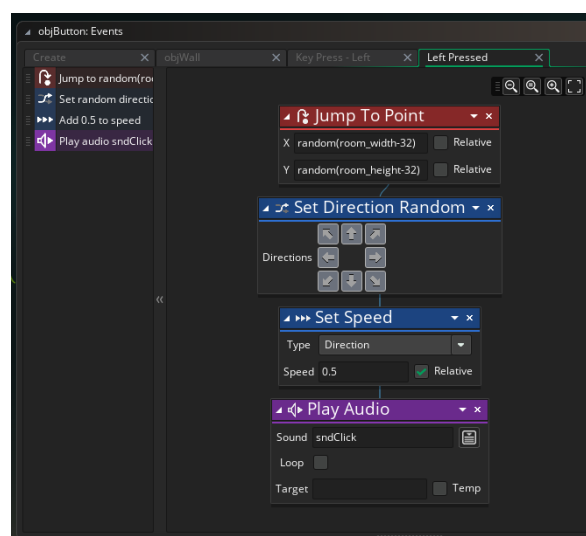 objButton: Events
Create
objWall
Key Press - Left
Left Pressed
Jump to random(roo
Set random directic
Add 0.5 to speed
Play audio sndClick
Jump To Point
X random(room_width-32) Relative
Y random(room_height-32) Relative
Set Direction Random
Directions
Set Speed
Type Direction
Speed 0.5 Relative
Play Audio
Sound sndClick
Loop
Target Temp